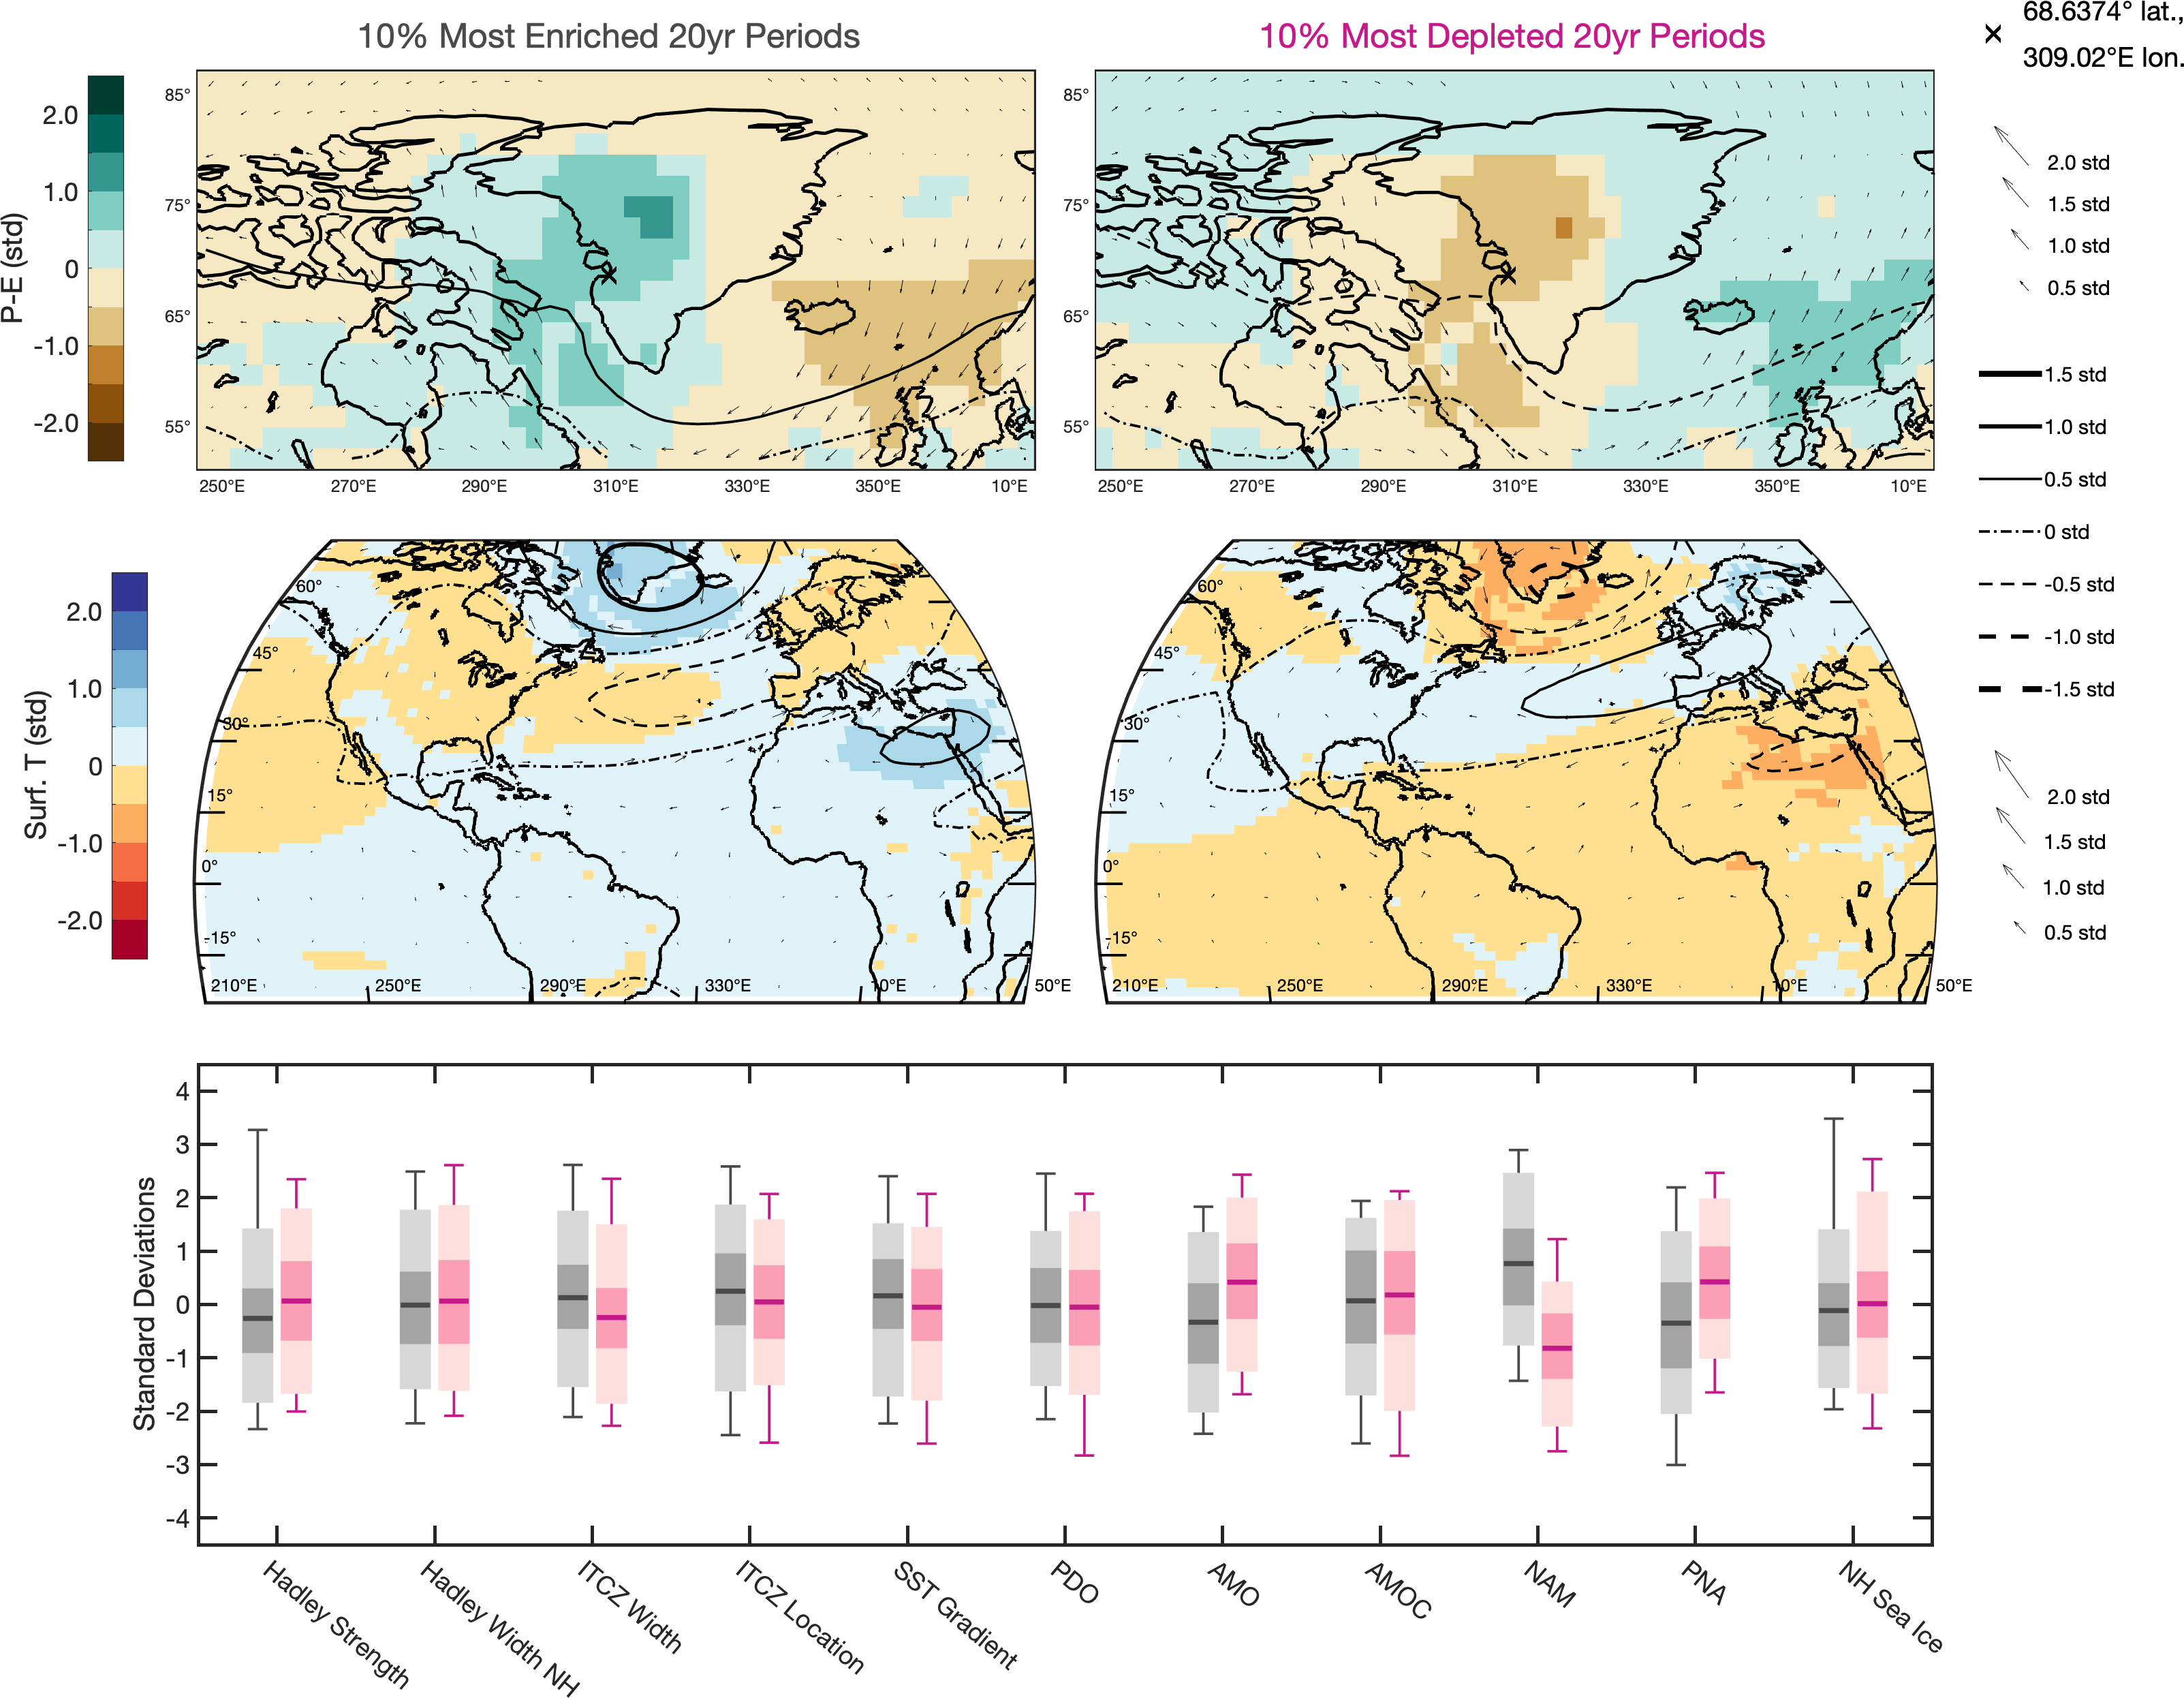 10% Most Enriched 20yr Periods
10% Most Depleted 20yr Periods
× 68.6374° lat.,
309.02°E lon.
P-E (std)
2.0
1.0
0
-1.0
-2.0
85°
75°
65°
55°
250°E 270°E 290°E 310°E 330°E 350°E 10°E
85°
75°
65°
55°
250°E 270°E 290°E 310°E 330°E 350°E 10°E
2.0 std
1.5 std
1.0 std
0.5 std
1.5 std
1.0 std
0.5 std
0 std
-0.5 std
-1.0 std
-1.5 std
Surf. T (std)
2.0
1.0
0
-1.0
-2.0
60°
45°
30°
15°
0°
-15°
210°E 250°E 290°E 330°E 10°E 50°E
60°
45°
30°
15°
0°
-15°
210°E 250°E 290°E 330°E 10°E 50°E
2.0 std
1.5 std
1.0 std
0.5 std
Standard Deviations
4
3
2
1
0
-1
-2
-3
-4
Hadley Strength
Hadley Width NH
ITCZ Width
ITCZ Location
SST Gradient
PDO
AMO
AMOC
NAM
PNA
NH Sea Ice